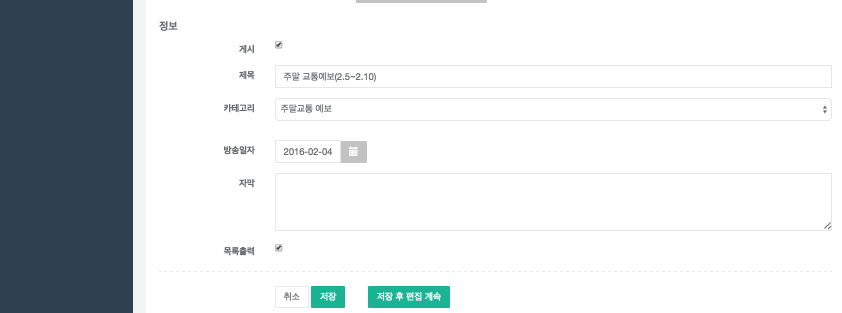 정보
게시
제목 주말 교통예보(2.5~2.10)
카테고리 주말교통 예보
방송일자 2016-02-04
자막
목록출력
취소 저장 저장 후 편집 계속